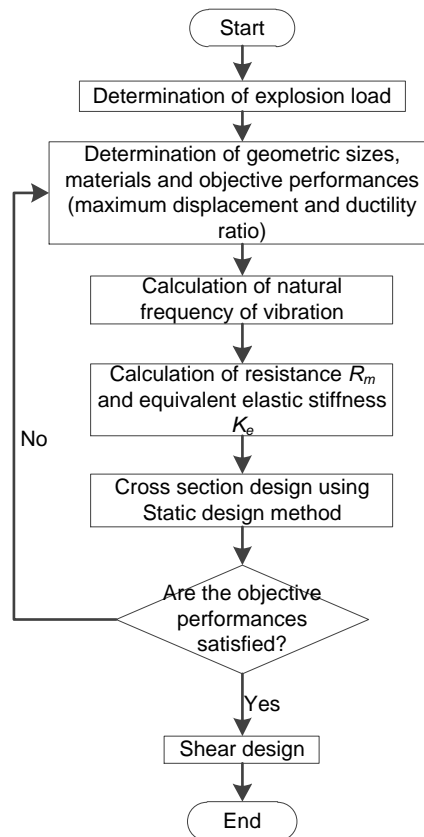 Start
Determination of explosion load
Determination of geometric sizes,
materials and objective performances
(maximum displacement and ductility
ratio)
Calculation of natural
frequency of vibration
Calculation of resistance Rm
and equivalent elastic stiffness
Ke
No
Cross section design using
Static design method
Are the objective
performances
satisfied?
Yes
Shear design
End